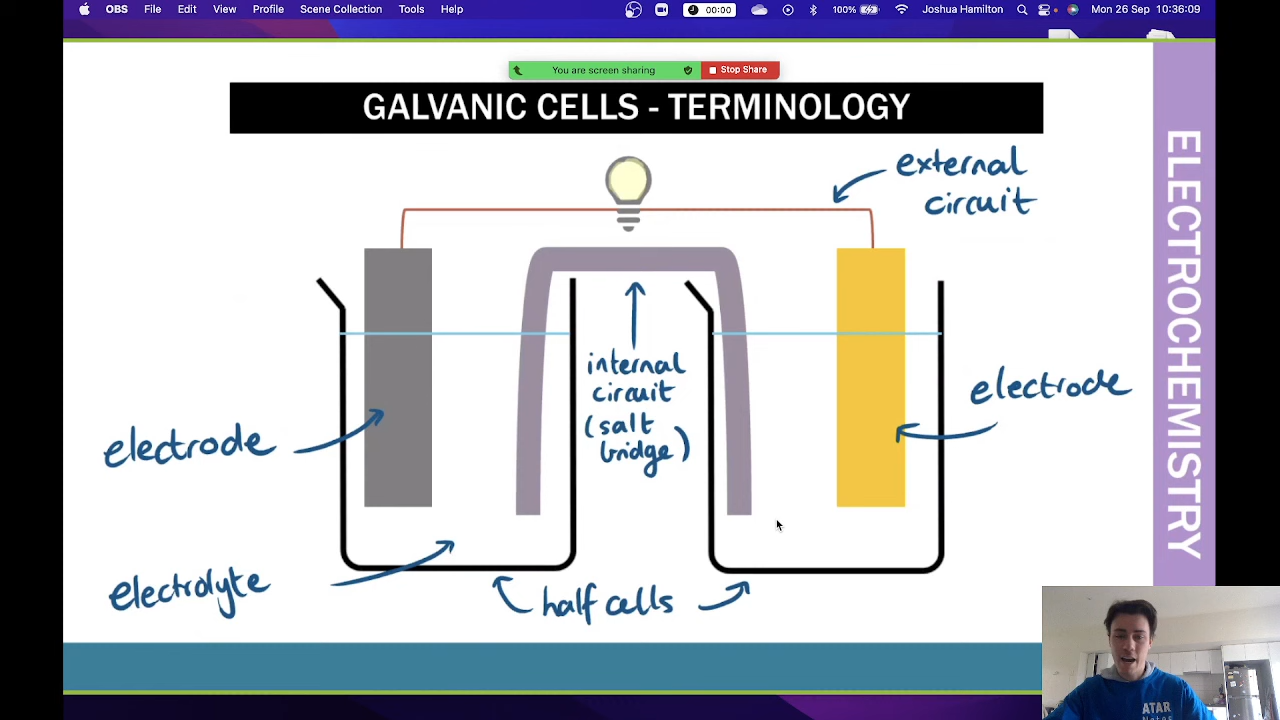 OBS File Edit View Profile Scene Collection Tools Help 00:00 100% Joshua Hamilton Mon 26 Sep 10:36:09
You are screen sharing Stop Share
GALVANIC CELLS - TERMINOLOGY
ELECTROCHEMISTRY
external
circuit
internal
circuit
(salt
bridge)
electrode
electrode
electrolyte
half cells
ATAR
Notes